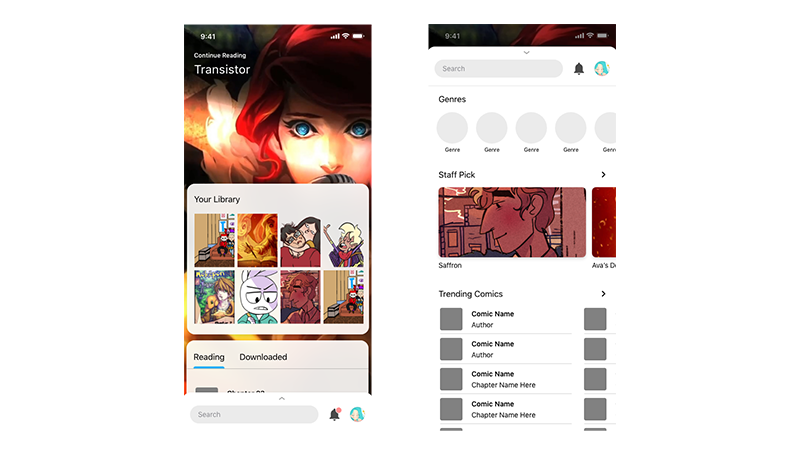 9:41
Continue Reading
Transistor
Your Library
Reading
Downloaded
Search
9:41
Search
Genres
Genre
Genre
Genre
Genre
Genre
Staff Pick
Saffron
Ava's De
Trending Comics
Comic Name
Author
Comic Name
Author
Comic Name
Chapter Name Here
Comic Name
Chapter Name Here